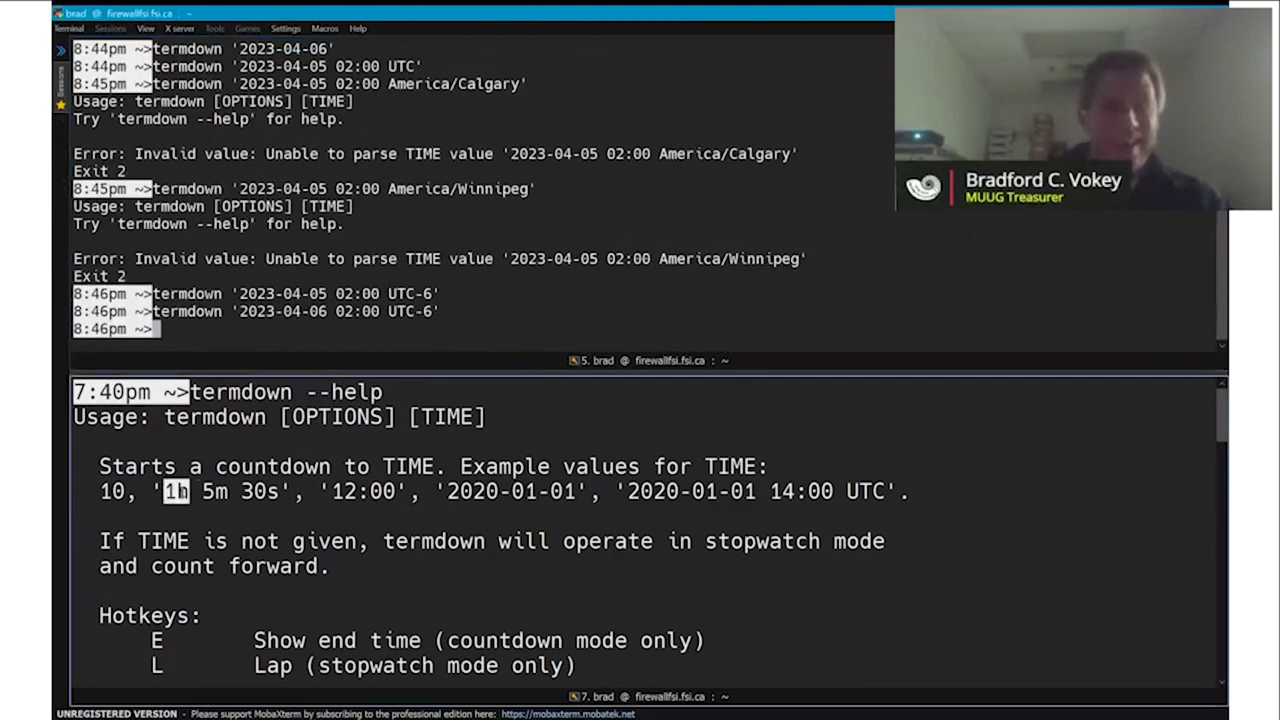 brad @ firewallfsi.fsi.ca : ~
Terminal Sessions View X server Tools Games Settings Macros Help
Sessions
8:44pm ~>termdown '2023-04-06'
8:44pm ~>termdown '2023-04-05 02:00 UTC'
8:45pm ~>termdown '2023-04-05 02:00 America/Calgary'
Usage: termdown [OPTIONS] [TIME]
Try 'termdown --help' for help.
Error: Invalid value: Unable to parse TIME value '2023-04-05 02:00 America/Calgary'
Exit 2
8:45pm ~>termdown '2023-04-05 02:00 America/Winnipeg'
Usage: termdown [OPTIONS] [TIME]
Try 'termdown --help' for help.
Error: Invalid value: Unable to parse TIME value '2023-04-05 02:00 America/Winnipeg'
Exit 2
8:46pm ~>termdown '2023-04-05 02:00 UTC-6'
8:46pm ~>termdown '2023-04-06 02:00 UTC-6'
8:46pm ~>
Bradford C. Vokey
MUUG Treasurer
5. brad @ firewallfsi.fsi.ca : ~
7:40pm ~>termdown --help
Usage: termdown [OPTIONS] [TIME]
Starts a countdown to TIME. Example values for TIME:
10, '1h 5m 30s', '12:00', '2020-01-01', '2020-01-01 14:00 UTC'.
If TIME is not given, termdown will operate in stopwatch mode
and count forward.
Hotkeys:
E Show end time (countdown mode only)
L Lap (stopwatch mode only)
7. brad @ firewallfsi.fsi.ca : ~
UNREGISTERED VERSION - Please support MobaXterm by subscribing to the professional edition here: https://mobaxterm.mobatek.net